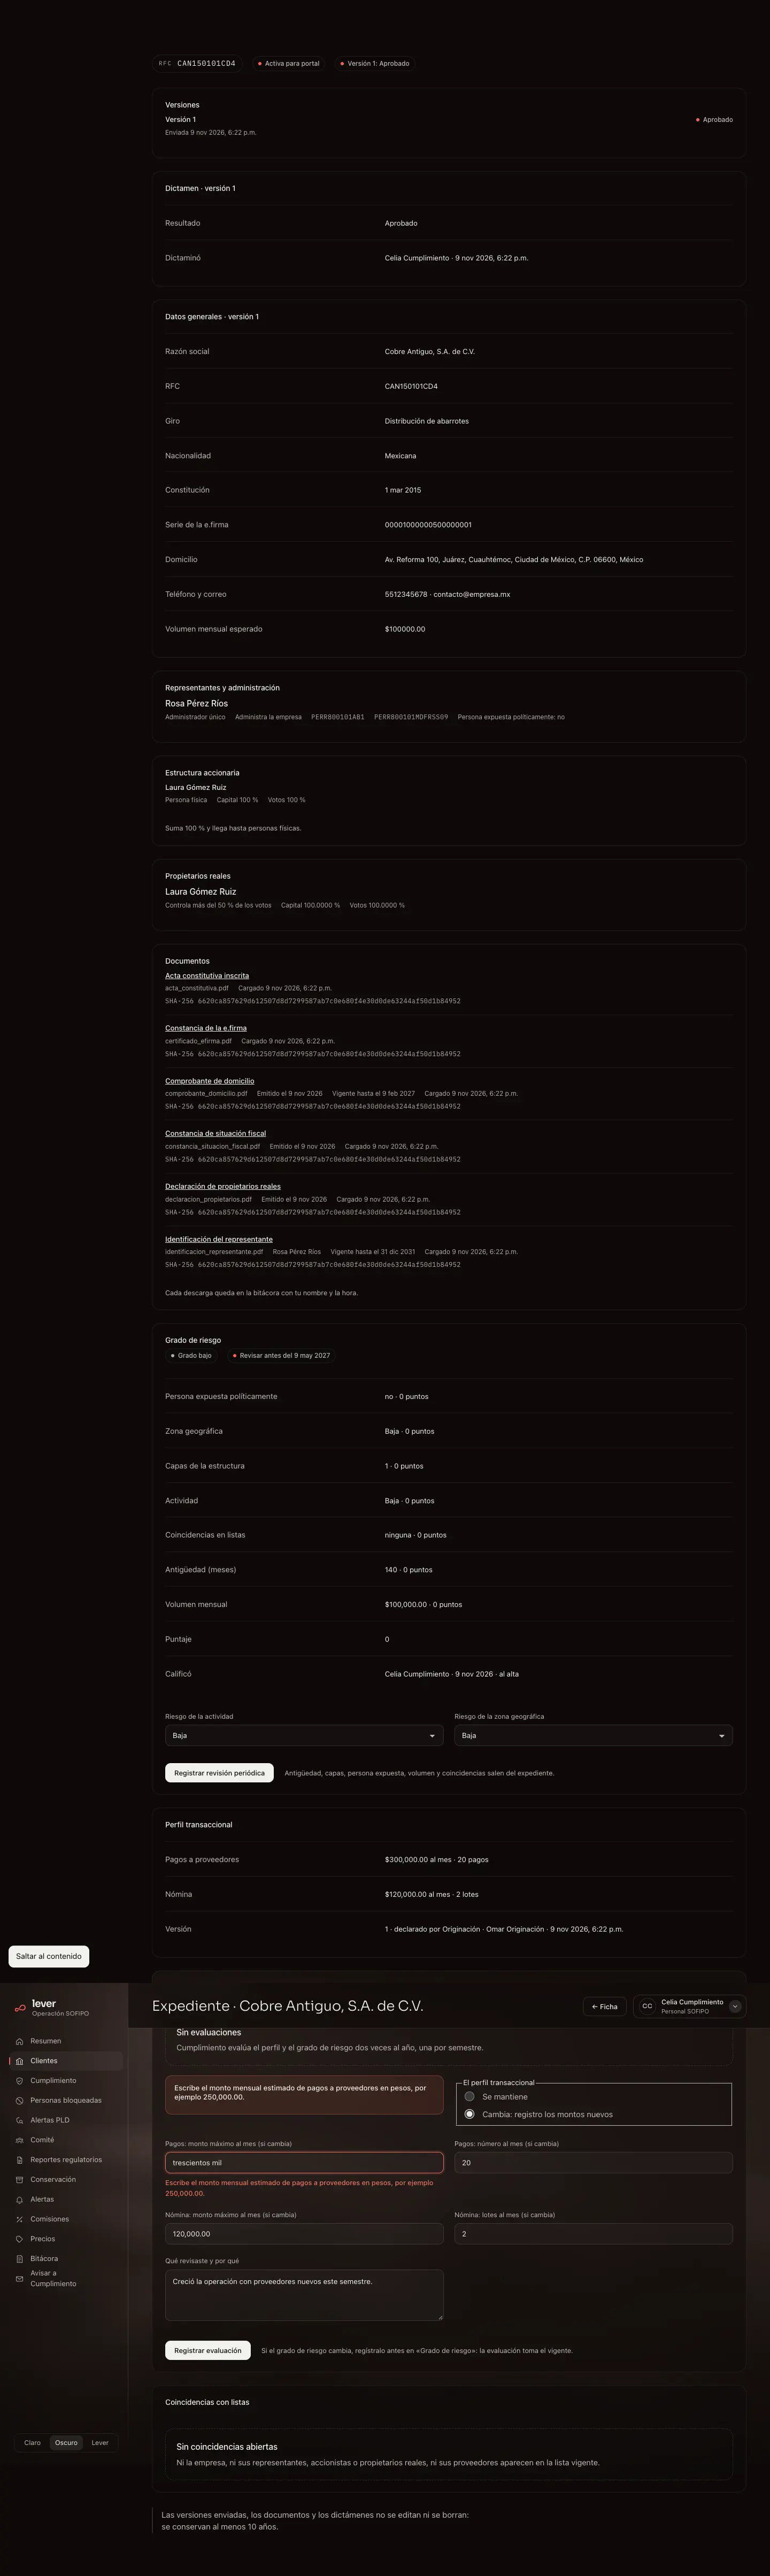 RFC CAN150101CD4
Activa para portal
Versión 1: Aprobado
Versiones
Versión 1
Aprobado
Enviada 9 nov 2026, 6:22 p.m.
Dictamen · versión 1
Resultado Aprobado
Dictaminó Celia Cumplimiento · 9 nov 2026, 6:22 p.m.
Datos generales · versión 1
Razón social Cobre Antiguo, S.A. de C.V.
RFC CAN150101CD4
Giro Distribución de abarrotes
Nacionalidad Mexicana
Constitución 1 mar 2015
Serie de la e.firma 00001000000500000001
Domicilio Av. Reforma 100, Juárez, Cuauhtémoc, Ciudad de México, C.P. 06600, México
Teléfono y correo 5512345678 · contacto@empresa.mx
Volumen mensual esperado $100000.00
Representantes y administración
Rosa Pérez Ríos
Administrador único Administra la empresa PERR800101AB1 PERR800101MDFRSS09 Persona expuesta políticamente: no
Estructura accionaria
Laura Gómez Ruiz
Persona física Capital 100 % Votos 100 %
Suma 100 % y llega hasta personas físicas.
Propietarios reales
Laura Gómez Ruiz
Controla más del 50 % de los votos Capital 100.0000 % Votos 100.0000 %
Documentos
Acta constitutiva inscrita
acta_constitutiva.pdf Cargado 9 nov 2026, 6:22 p.m.
SHA-256 6620ca857629d612507d8d7299587ab7c0e680f4e30d0de63244af50d1b84952
Constancia de la e.firma
certificado_efirma.pdf Cargado 9 nov 2026, 6:22 p.m.
SHA-256 6620ca857629d612507d8d7299587ab7c0e680f4e30d0de63244af50d1b84952
Comprobante de domicilio
comprobante_domicilio.pdf Emitido el 9 nov 2026 Vigente hasta el 9 feb 2027 Cargado 9 nov 2026, 6:22 p.m.
SHA-256 6620ca857629d612507d8d7299587ab7c0e680f4e30d0de63244af50d1b84952
Constancia de situación fiscal
constancia_situacion_fiscal.pdf Emitido el 9 nov 2026 Cargado 9 nov 2026, 6:22 p.m.
SHA-256 6620ca857629d612507d8d7299587ab7c0e680f4e30d0de63244af50d1b84952
Declaración de propietarios reales
declaracion_propietarios.pdf Emitido el 9 nov 2026 Cargado 9 nov 2026, 6:22 p.m.
SHA-256 6620ca857629d612507d8d7299587ab7c0e680f4e30d0de63244af50d1b84952
Identificación del representante
identificacion_representante.pdf Rosa Pérez Ríos Vigente hasta el 31 dic 2031 Cargado 9 nov 2026, 6:22 p.m.
SHA-256 6620ca857629d612507d8d7299587ab7c0e680f4e30d0de63244af50d1b84952
Cada descarga queda en la bitácora con tu nombre y la hora.
Grado de riesgo
Grado bajo
Revisar antes del 9 may 2027
Persona expuesta políticamente no · 0 puntos
Zona geográfica Baja · 0 puntos
Capas de la estructura 1 · 0 puntos
Actividad Baja · 0 puntos
Coincidencias en listas ninguna · 0 puntos
Antigüedad (meses) 140 · 0 puntos
Volumen mensual $100,000.00 · 0 puntos
Puntaje 0
Calificó Celia Cumplimiento · 9 nov 2026 · al alta
Riesgo de la actividad
Baja
Riesgo de la zona geográfica
Baja
Registrar revisión periódica
Antigüedad, capas, persona expuesta, volumen y coincidencias salen del expediente.
Perfil transaccional
Pagos a proveedores $300,000.00 al mes · 20 pagos
Nómina $120,000.00 al mes · 2 lotes
Versión 1 · declarado por Originación · Omar Originación · 9 nov 2026, 6:22 p.m.
Saltar al contenido
lever
Operación SOFIPO
Resumen
Clientes
Cumplimiento
Personas bloqueadas
Alertas PLD
Comité
Reportes regulatorios
Conservación
Alertas
Comisiones
Precios
Bitácora
Avisar a
Cumplimiento
Claro
Oscuro
Lever
Expediente · Cobre Antiguo, S.A. de C.V.
← Ficha
CC
Celia Cumplimiento
Personal SOFIPO
Sin evaluaciones
Cumplimiento evalúa el perfil y el grado de riesgo dos veces al año, una por semestre.
Escribe el monto mensual estimado de pagos a proveedores en pesos, por
ejemplo 250,000.00.
El perfil transaccional
Se mantiene
Cambia: registro los montos nuevos
Pagos: monto máximo al mes (si cambia)
trescientos mil
Escribe el monto mensual estimado de pagos a proveedores en pesos, por ejemplo
250,000.00.
Pagos: número al mes (si cambia)
20
Nómina: monto máximo al mes (si cambia)
120,000.00
Nómina: lotes al mes (si cambia)
2
Qué revisaste y por qué
Creció la operación con proveedores nuevos este semestre.
Registrar evaluación
Si el grado de riesgo cambia, regístralo antes en «Grado de riesgo»: la evaluación toma el vigente.
Coincidencias con listas
Sin coincidencias abiertas
Ni la empresa, ni sus representantes, accionistas o propietarios reales, ni sus proveedores aparecen en la lista vigente.
Las versiones enviadas, los documentos y los dictámenes no se editan ni se borran:
se conservan al menos 10 años.